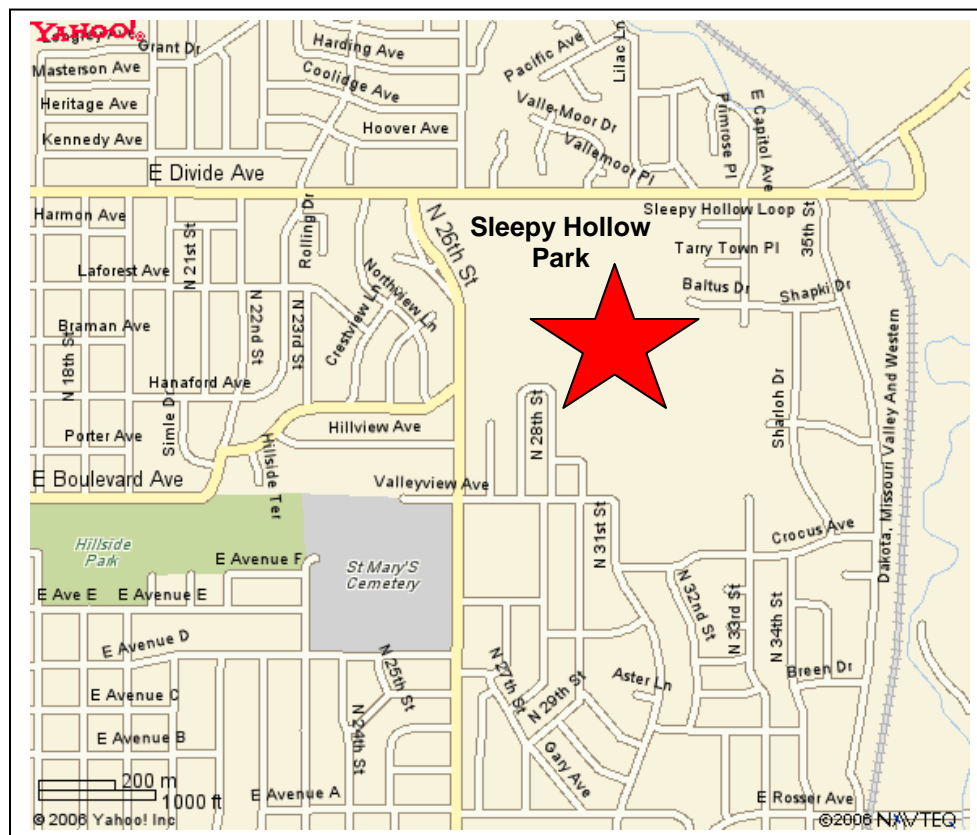 YAHOO!
Grant Dr
Harding Ave
Pacific Ave
Lilac Ln
Masterson Ave
Coolidge Ave
Heritage Ave
Valle-Moor Dr
Primrose Pl
E Capitol Ave
Hoover Ave
Kennedy Ave
Vallemoor Pl
E Divide Ave
Harmon Ave
Rolling Dr
N 26th St
Sleepy Hollow
Park
Sleepy Hollow Loop
35th St
N 21st St
Tarry Town Pl
Laforest Ave
Northview Ln
Baltus Dr
Shapki Dr
Braman Ave
N 22nd St
N 23rd St
Crestview Ln
N 18th St
Hanaford Ave
Simle Dr
N 28th St
Sharloh Dr
Dakota, Missouri Valley And Western
Porter Ave
Hillside Ter
Hillview Ave
E Boulevard Ave
Valleyview Ave
N 31st St
Crocus Ave
Hillside
Park
E Avenue F
St Mary'S
Cemetery
E Ave E
E Avenue E
N 32nd St
N 33rd St
N 34th St
E Avenue D
N 25th St
N 27th St
N 29th St
Aster Ln
Breen Dr
E Avenue C
N 24th St
E Avenue B
Gary Ave
200 m
1000 ft
E Avenue A
E Rosser Ave
© 2006 Yahoo! Inc
©2006 NAVTEQ